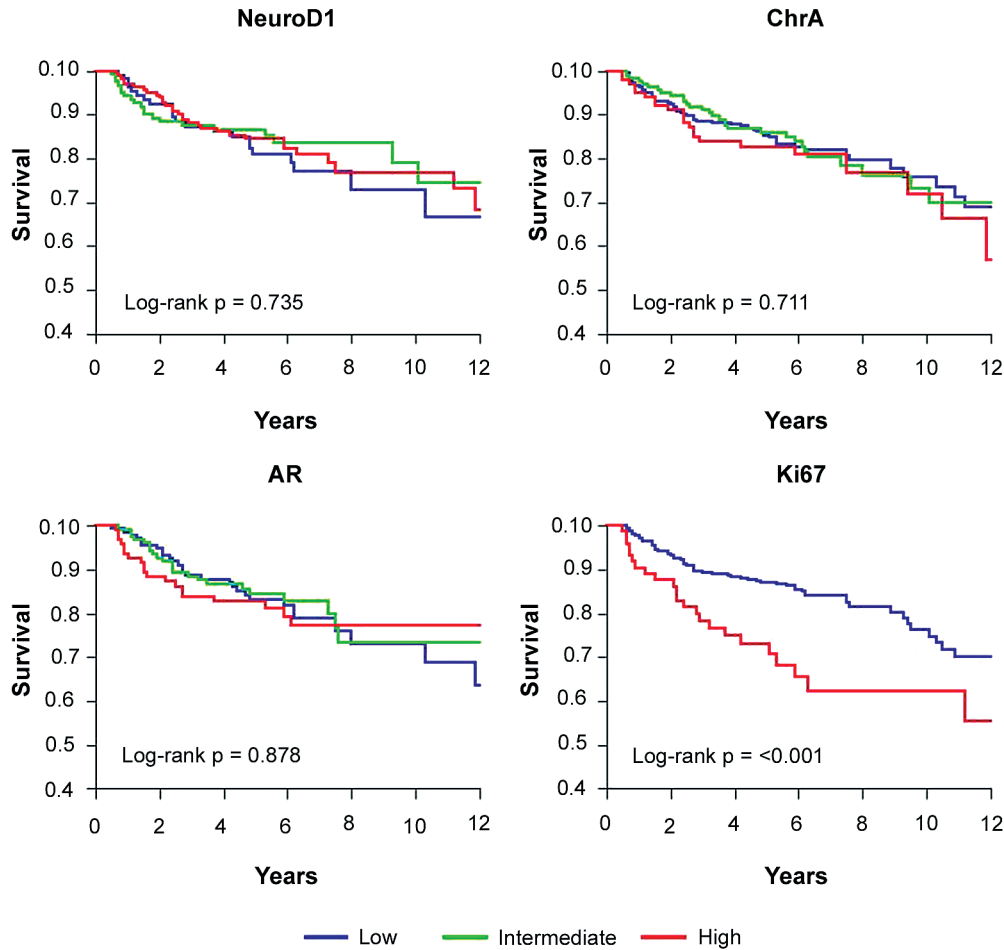 NeuroD1
ChrA
0.10
0.9
0.8
0.7
0.6
0.5
0.4
Survival
Log-rank p = 0.735
0 2 4 6 8 10 12
Years
0.10
0.9
0.8
0.7
0.6
0.5
0.4
Survival
Log-rank p = 0.711
0 2 4 6 8 10 12
Years
AR
Ki67
0.10
0.9
0.8
0.7
0.6
0.5
0.4
Survival
Log-rank p = 0.878
0 2 4 6 8 10 12
Years
0.10
0.9
0.8
0.7
0.6
0.5
0.4
Survival
Log-rank p = <0.001
0 2 4 6 8 10 12
Years
Low Intermediate High